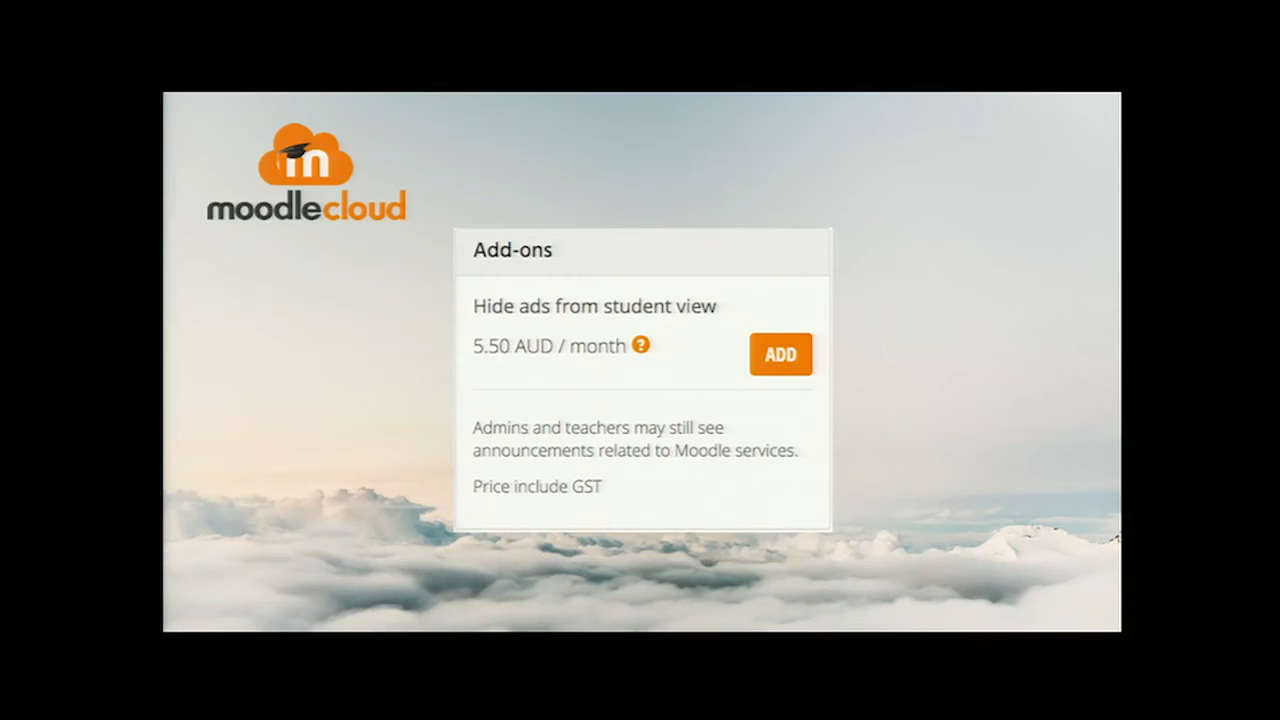 m
moodlecloud
Add-ons
Hide ads from student view
5.50 AUD / month ?
ADD
Admins and teachers may still see
announcements related to Moodle services.
Price include GST